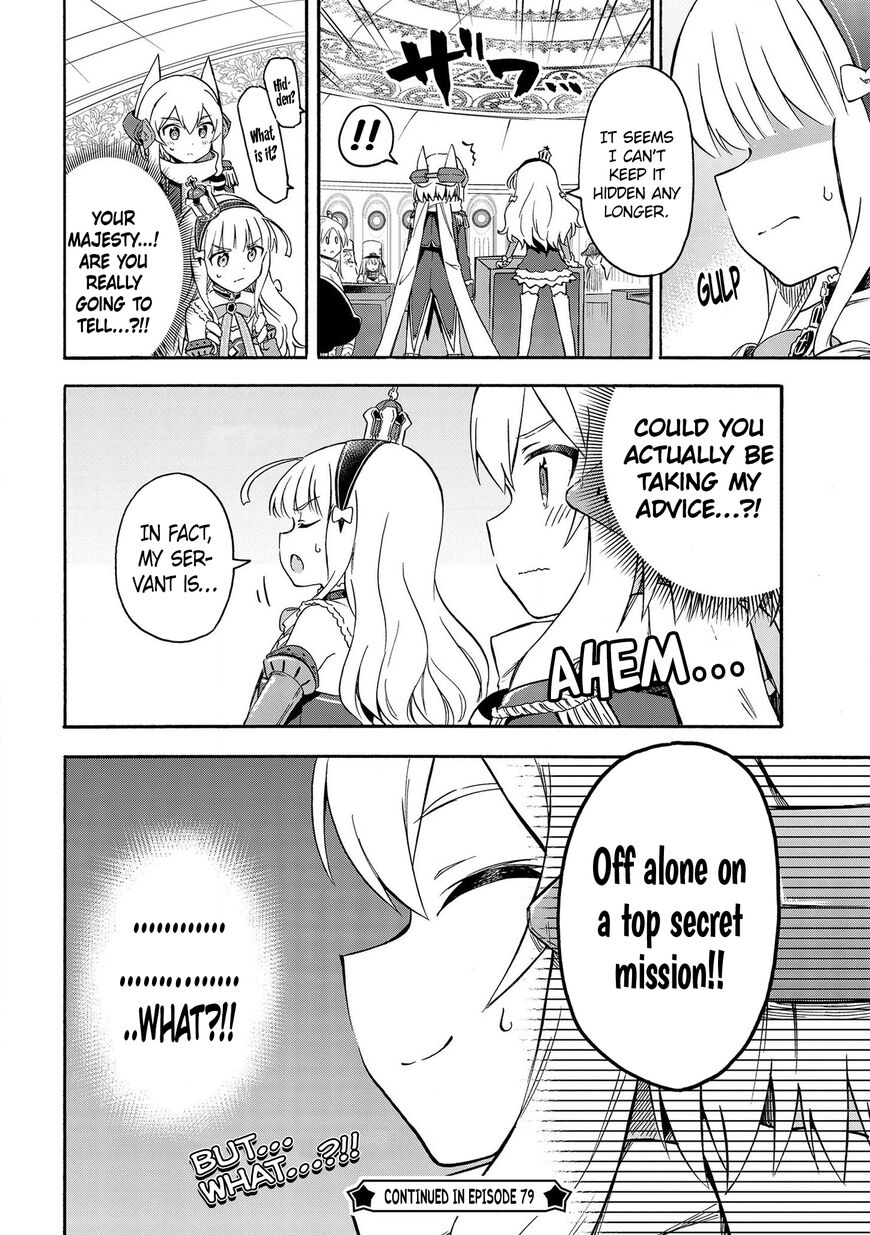 IT SEEMS
I CAN'T
KEEP IT
HIDDEN ANY
LONGER.
GULP
ザワッ
!!
Hid-
den?
What
is it?
YOUR
MAJESTY...!
ARE YOU
REALLY
GOING TO
TELL...?!!
COULD YOU
ACTUALLY BE
TAKING MY
ADVICE...?!
IN FACT,
MY SER-
VANT IS...
AHEM...
Off alone on
a top secret
mission!!
............
...............
..WHAT?!!
BUT...
WHAT...?!!
CONTINUED IN EPISODE 79